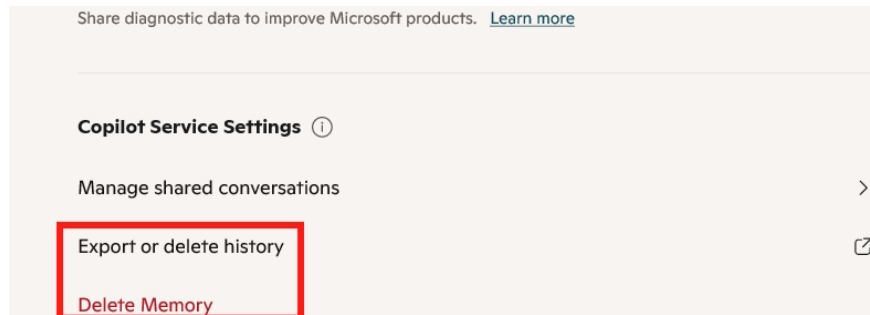 Share diagnostic data to improve Microsoft products. Learn more
Copilot Service Settings
Manage shared conversations
Export or delete history
Delete Memory